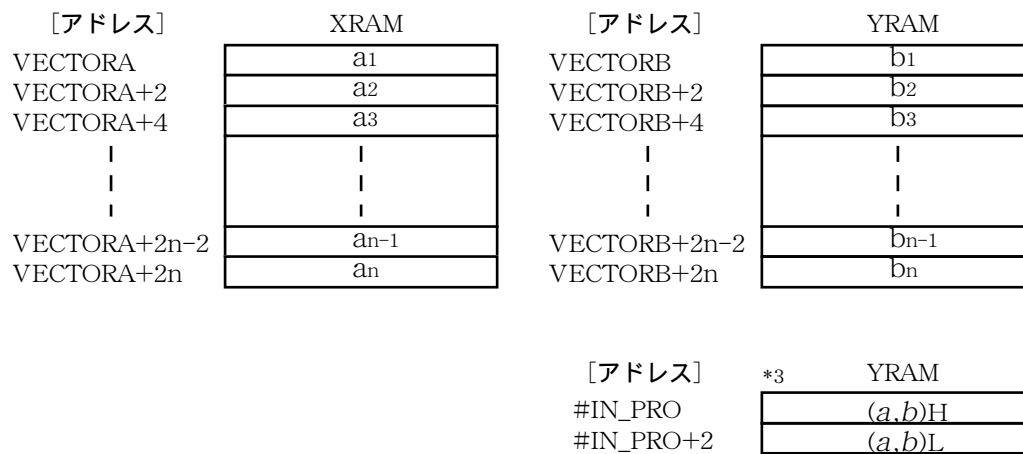 [アドレス] XRAM [アドレス] YRAM
VECTORA a1 VECTORB b1
VECTORA+2 a2 VECTORB+2 b2
VECTORA+4 a3 VECTORB+4 b3
VECTORA+2n-2 an-1 VECTORB+2n-2 bn-1
VECTORA+2n an VECTORB+2n bn
[アドレス] *3 YRAM
#IN_PRO (a,b)H
#IN_PRO+2 (a,b)L